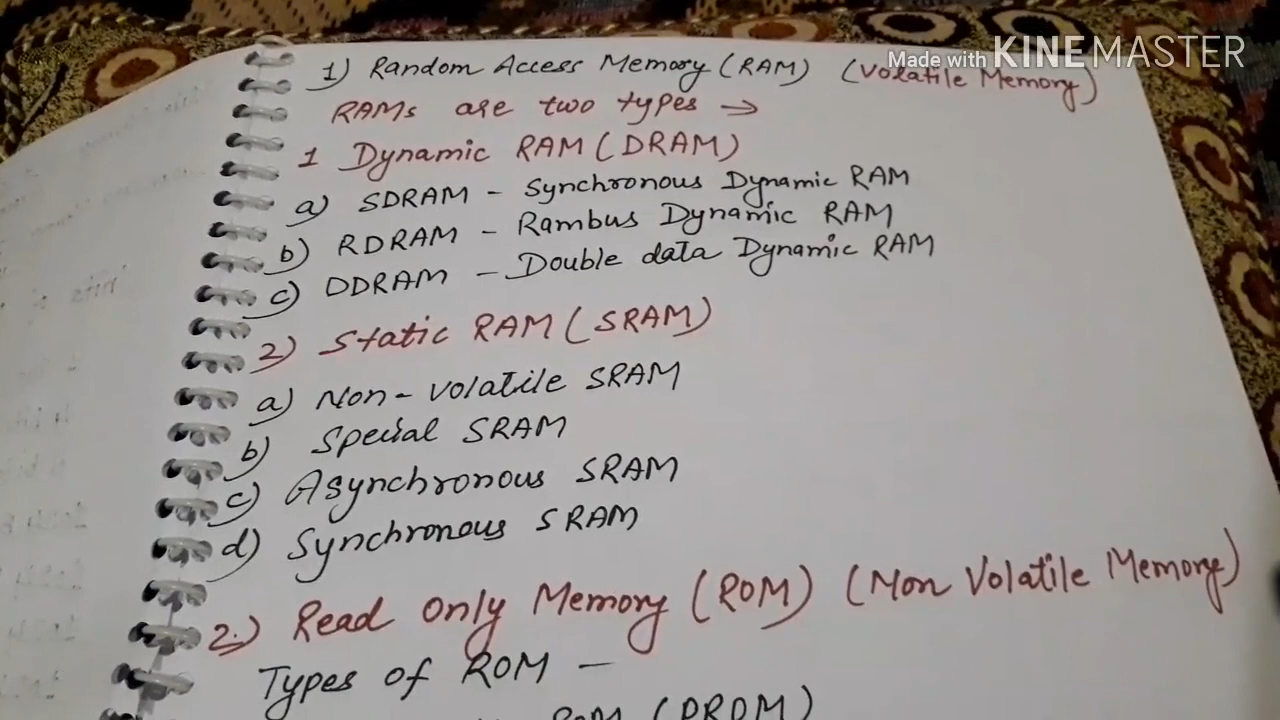 Made with KINEMASTER
1) Random Access Memory (RAM) (Volatile Memory)
RAMs are two types →
1 Dynamic RAM (DRAM)
a) SDRAM - Synchronous Dynamic RAM
b) RDRAM - Rambus Dynamic RAM
c) DDRAM - Double data Dynamic RAM
2) Static RAM (SRAM)
a) Non-volatile SRAM
b) Special SRAM
c) Asynchronous SRAM
d) Synchronous SRAM
2.) Read Only Memory (ROM) (Non Volatile Memory)
Types of ROM -
ROM (PROM)